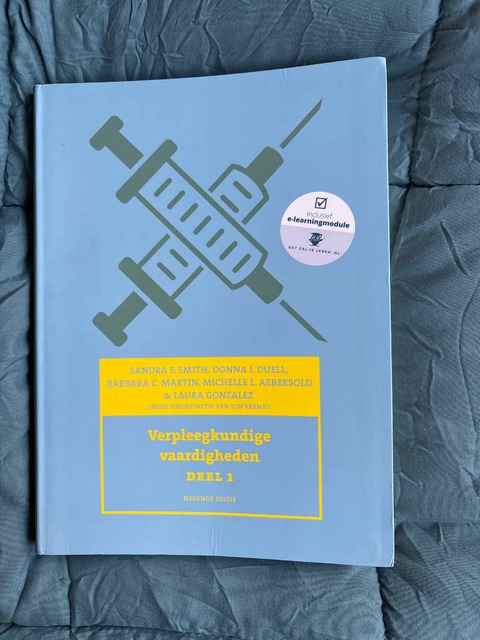 inclusief
e-learningmodule
DAT ZAL JE LEREN .NL
SANDRA F. SMITH, DONNA J. DUELL,
BARBARA C. MARTIN, MICHELLE L. AEBERSOLD
& LAURA GONZALEZ
ONDER EINDREDACTIE VAN TON VERMEIJ
Verpleegkundige
vaardigheden
DEEL 1
NEGENDE EDITIE